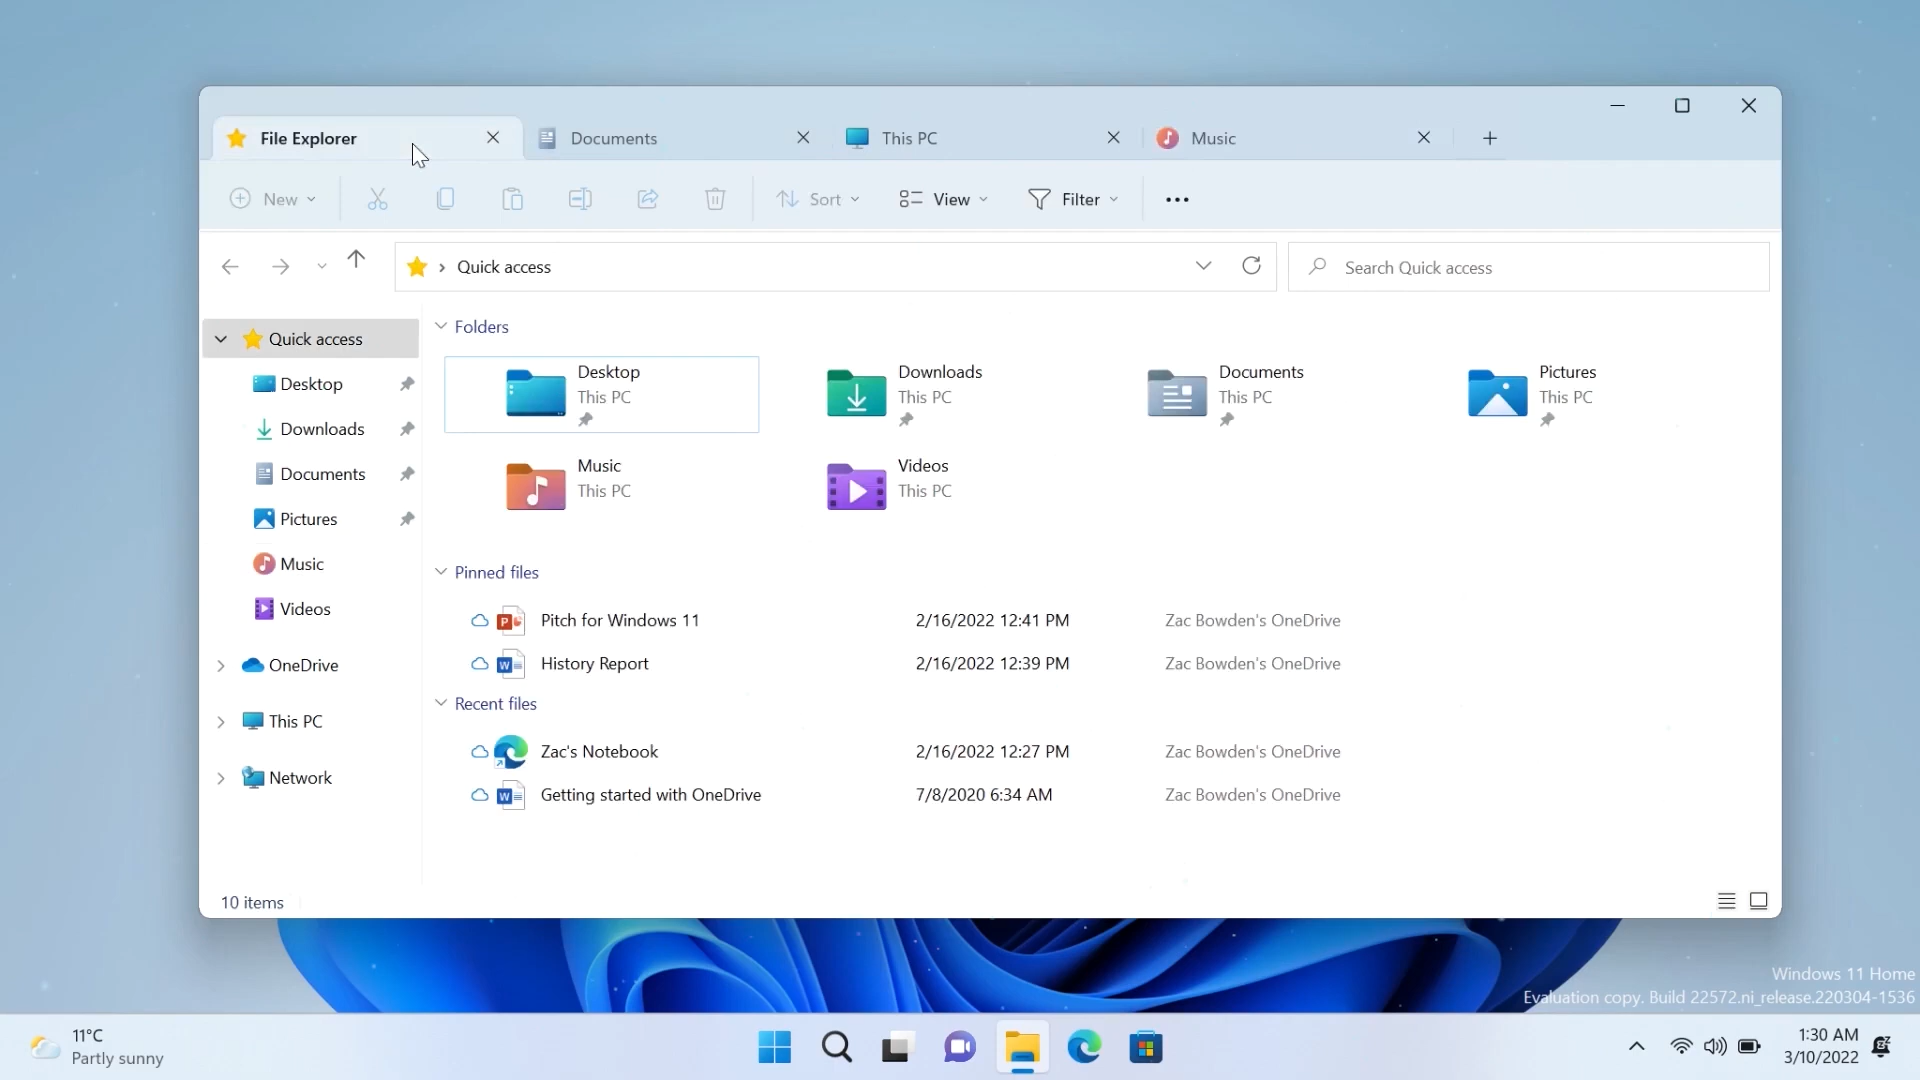 File Explorer
Documents
This PC
Music
New
Sort
View
Filter
Quick access
Search Quick access
Quick access
Desktop
Downloads
Documents
Pictures
Music
Videos
OneDrive
This PC
Network
Folders
Desktop
This PC
Downloads
This PC
Documents
This PC
Pictures
This PC
Music
This PC
Videos
This PC
Pinned files
Pitch for Windows 11 2/16/2022 12:41 PM Zac Bowden's OneDrive
History Report 2/16/2022 12:39 PM Zac Bowden's OneDrive
Recent files
Zac's Notebook 2/16/2022 12:27 PM Zac Bowden's OneDrive
Getting started with OneDrive 7/8/2020 6:34 AM Zac Bowden's OneDrive
10 items
Windows 11 Home
Evaluation copy. Build 22572.ni_release.220304-1536
11°C
Partly sunny
1:30 AM
3/10/2022